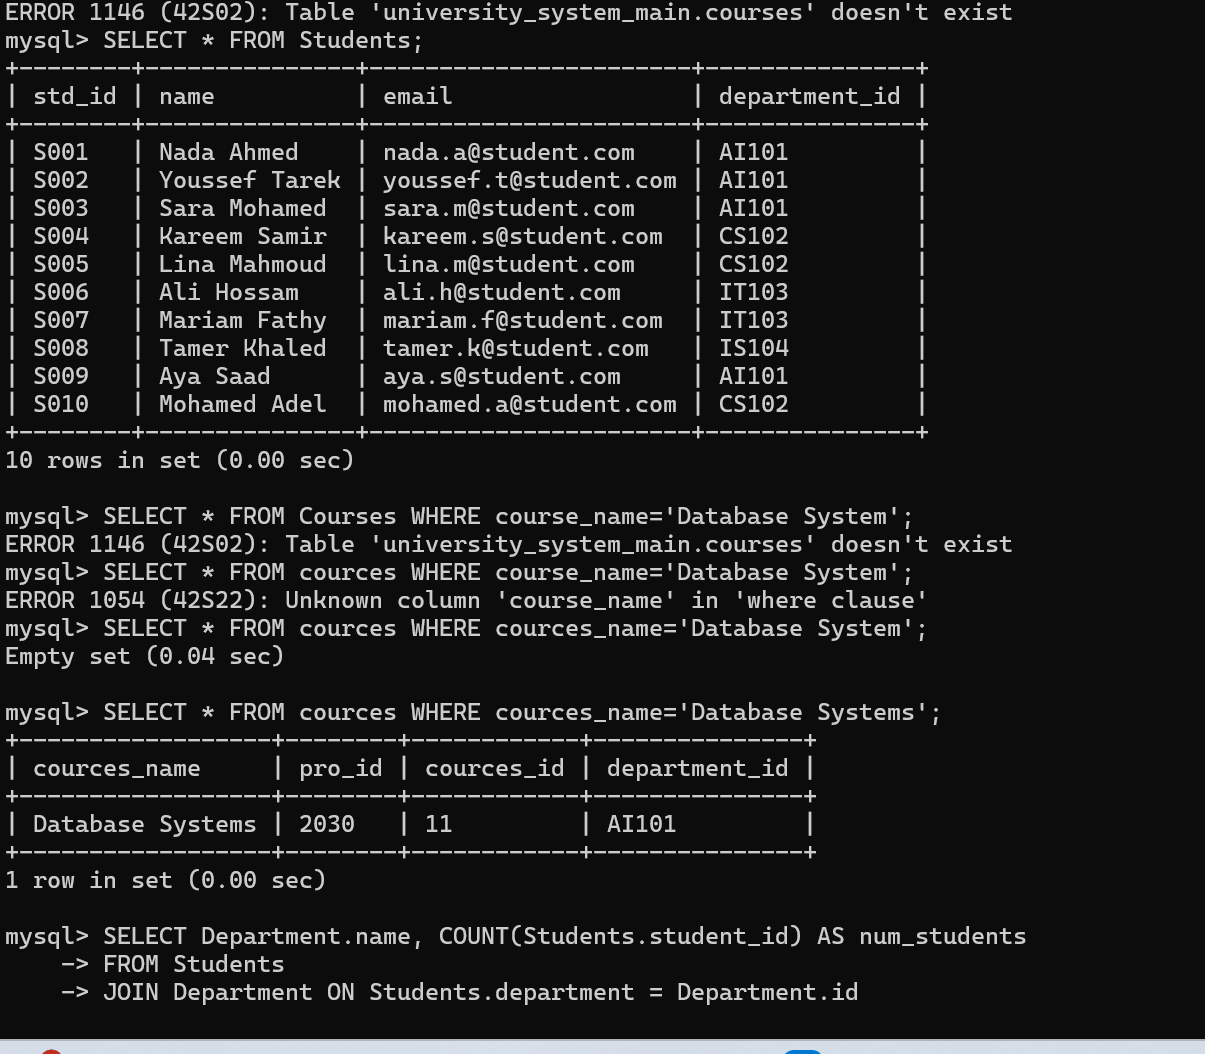 ERROR 1146 (42S02): Table 'university_system_main.courses' doesn't exist
mysql> SELECT * FROM Students;
+--------+---------------+-----------------------+---------------+
| std_id | name          | email                 | department_id |
+--------+---------------+-----------------------+---------------+
| S001   | Nada Ahmed    | nada.a@student.com    | AI101         |
| S002   | Youssef Tarek | youssef.t@student.com | AI101         |
| S003   | Sara Mohamed  | sara.m@student.com    | AI101         |
| S004   | Kareem Samir  | kareem.s@student.com  | CS102         |
| S005   | Lina Mahmoud  | lina.m@student.com    | CS102         |
| S006   | Ali Hossam    | ali.h@student.com     | IT103         |
| S007   | Mariam Fathy  | mariam.f@student.com  | IT103         |
| S008   | Tamer Khaled  | tamer.k@student.com   | IS104         |
| S009   | Aya Saad      | aya.s@student.com     | AI101         |
| S010   | Mohamed Adel  | mohamed.a@student.com | CS102         |
+--------+---------------+-----------------------+---------------+
10 rows in set (0.00 sec)

mysql> SELECT * FROM Courses WHERE course_name='Database System';
ERROR 1146 (42S02): Table 'university_system_main.courses' doesn't exist
mysql> SELECT * FROM cources WHERE course_name='Database System';
ERROR 1054 (42S22): Unknown column 'course_name' in 'where clause'
mysql> SELECT * FROM cources WHERE cources_name='Database System';
Empty set (0.04 sec)

mysql> SELECT * FROM cources WHERE cources_name='Database Systems';
+------------------+--------+------------+---------------+
| cources_name     | pro_id | cources_id | department_id |
+------------------+--------+------------+---------------+
| Database Systems | 2030   | 11         | AI101         |
+------------------+--------+------------+---------------+
1 row in set (0.00 sec)

mysql> SELECT Department.name, COUNT(Students.student_id) AS num_students
    -> FROM Students
    -> JOIN Department ON Students.department = Department.id